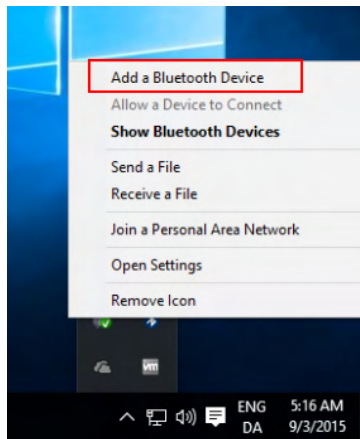 Add a Bluetooth Device
Allow a Device to Connect
Show Bluetooth Devices
Send a File
Receive a File
Join a Personal Area Network
Open Settings
Remove Icon
vm
ENG 5:16 AM
DA 9/3/2015